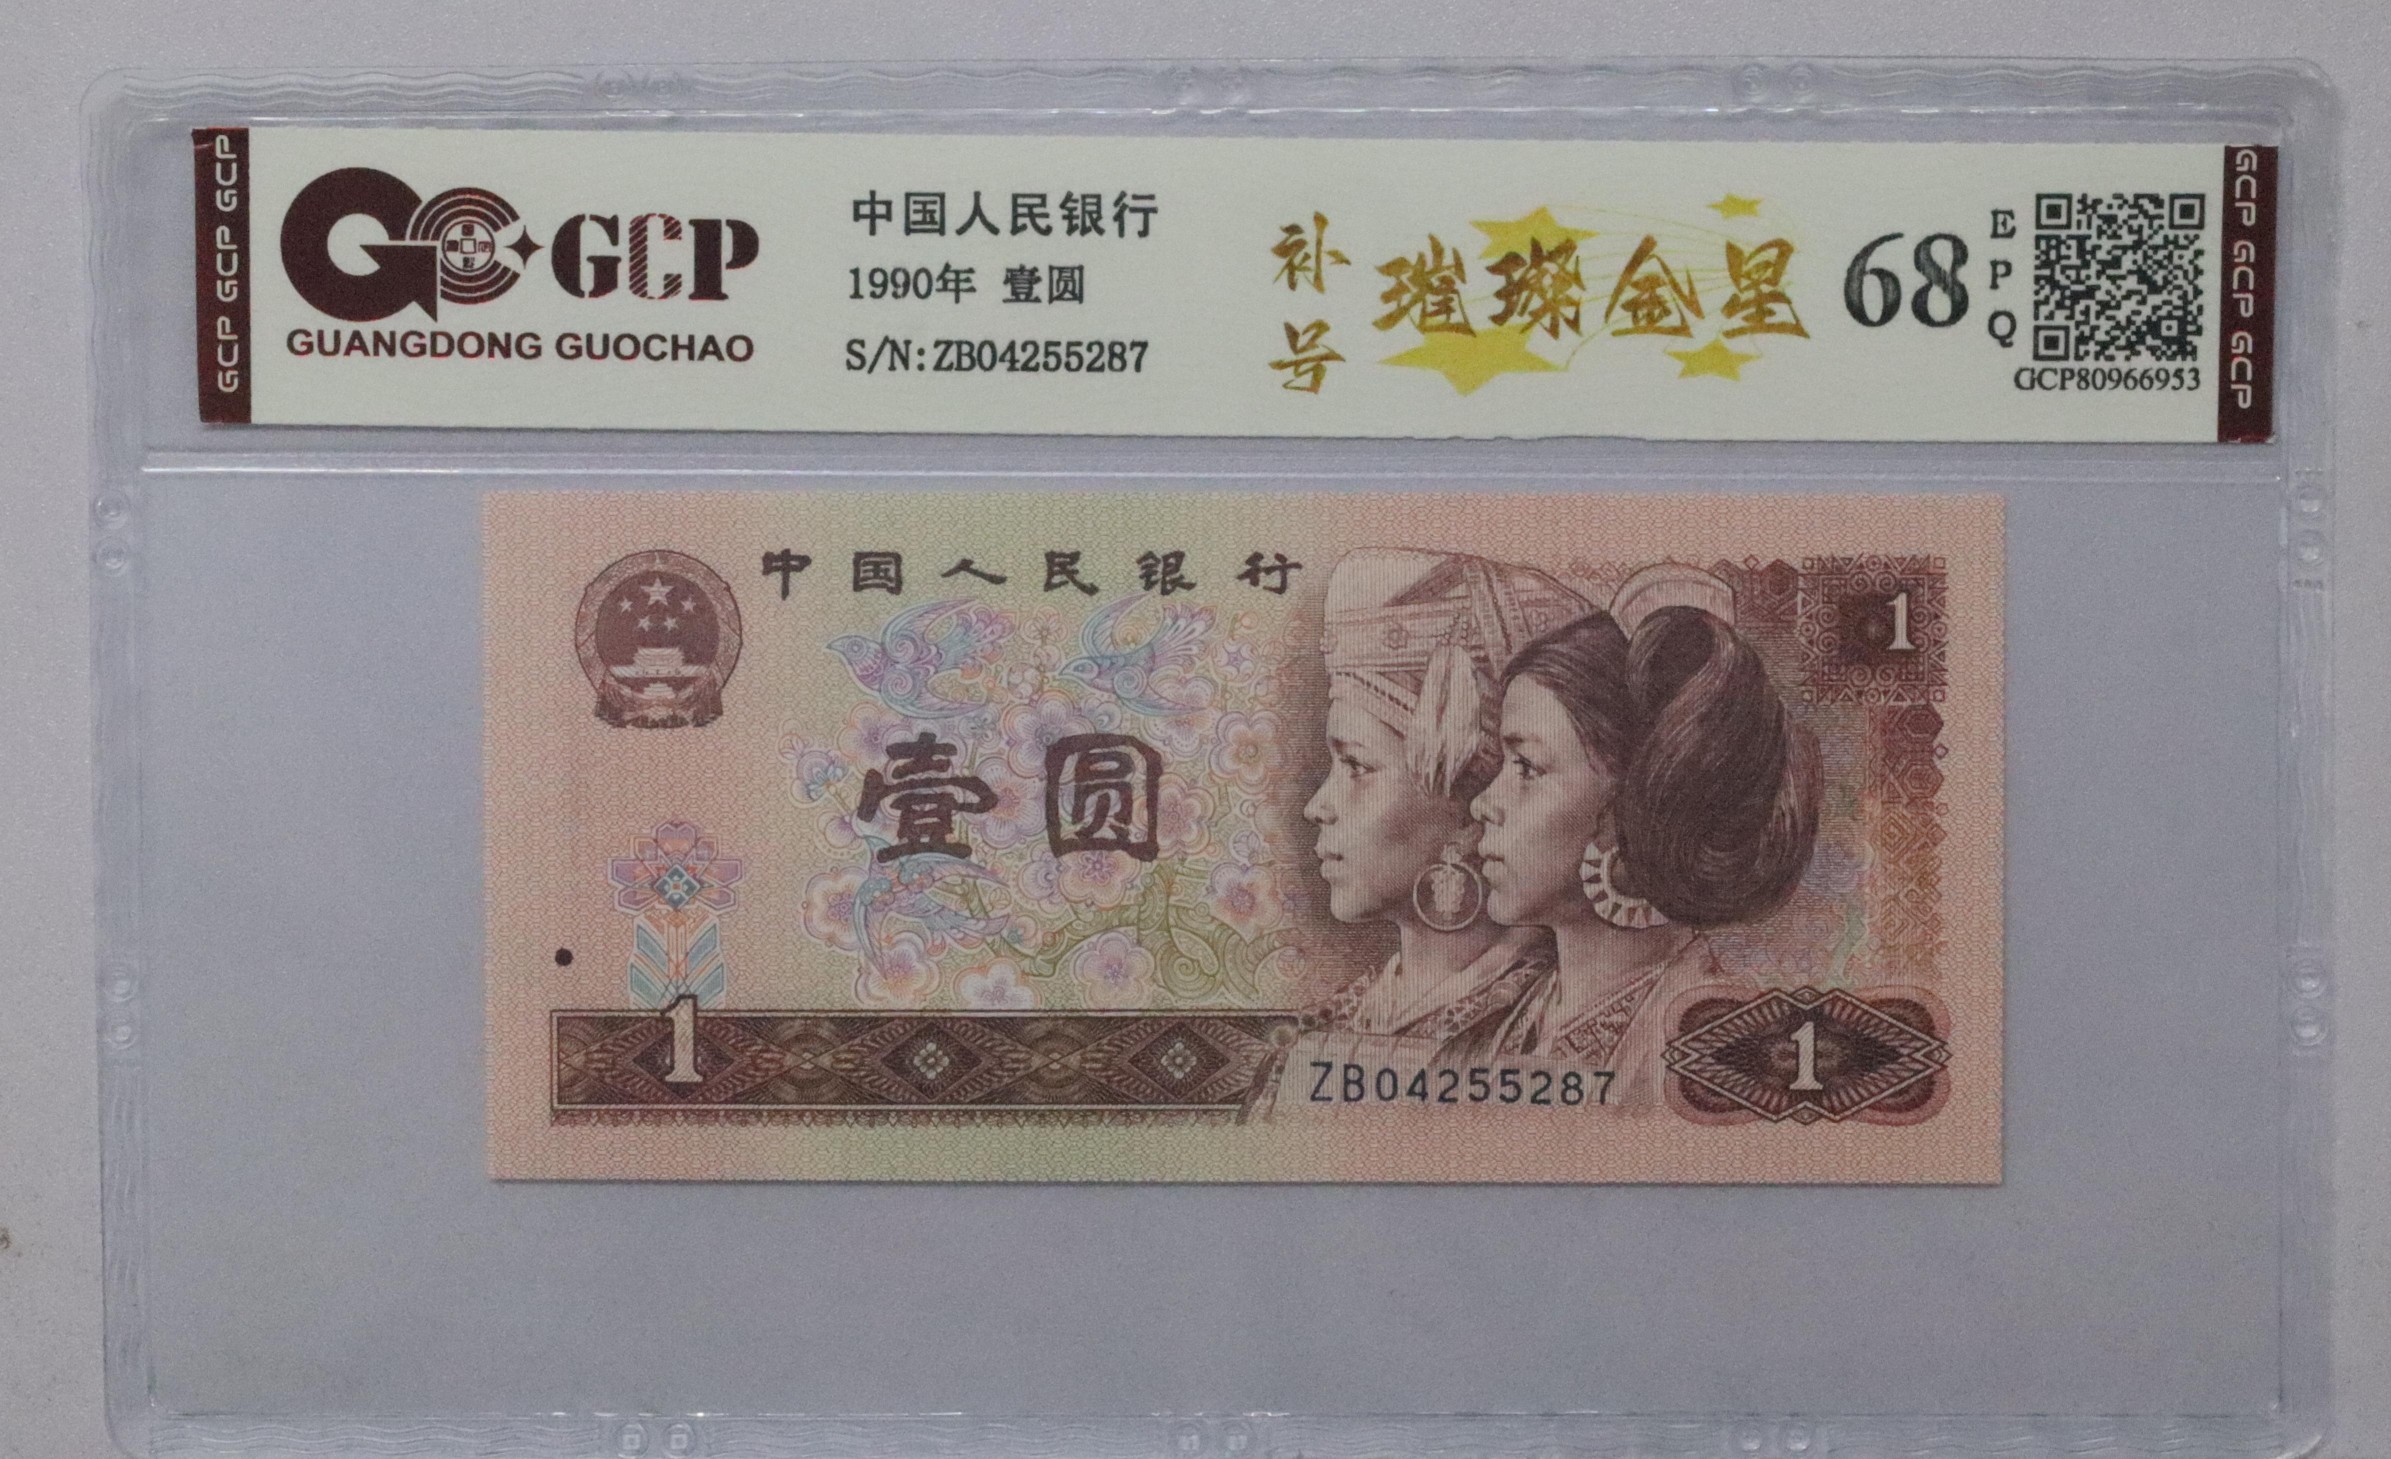 GCP GCP GCP
GCP
GUANGDONG GUOCHAO
中国人民银行
1990年 壹圆
S/N:ZB04255287
补号
璀璨金星
68
EPQ
GCP80966953
GCP GCP GCP
中国人民银行
1
壹圆
1
ZB04255287
1